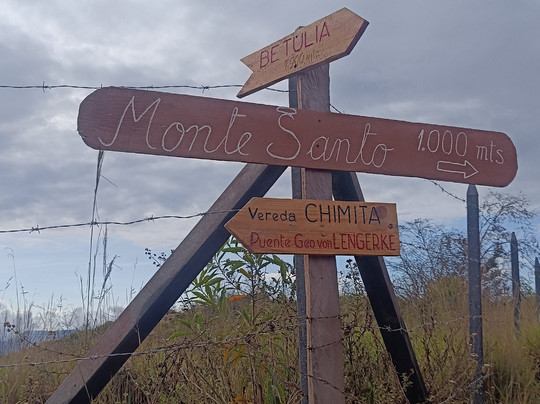 BETULIA
Monte Santo
1.000 mts
Vereda CHIMITA
Puente Geo von LENGERKE